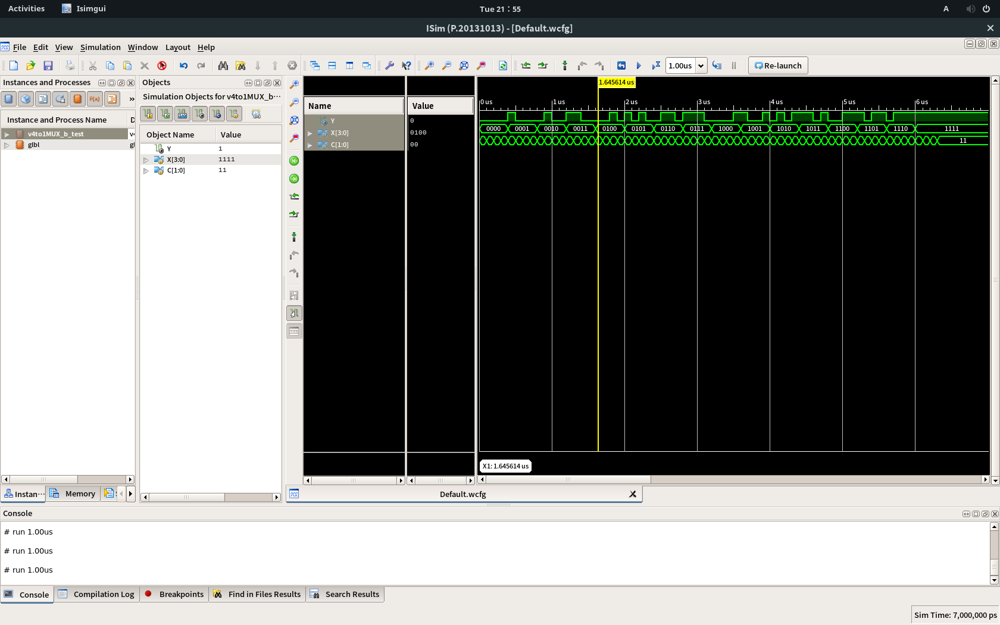 Activities Isimgui Tue 21：55 A
ISim (P.20131013) - [Default.wcfg]
File Edit View Simulation Window Layout Help
1.00us Re-launch
Instances and Processes
Instance and Process Name D
v4to1MUX_b_test
glbl gl
Instan··· Memory
Objects
Simulation Objects for v4to1MUX_b···
Object Name Value
Y 1
X[3:0] 1111
C[1:0] 11
Name Value
Y 0
X[3:0] 0100
C[1:0] 00
1.645614 us
0 us 1 us 2 us 3 us 4 us 5 us 6 us
0000 0001 0010 0011 0100 0101 0110 0111 1000 1001 1010 1011 1100 1101 1110 1111
11
X1: 1.645614 us
Default.wcfg
Console
# run 1.00us
# run 1.00us
# run 1.00us
Console Compilation Log Breakpoints Find in Files Results Search Results
Sim Time: 7,000,000 ps